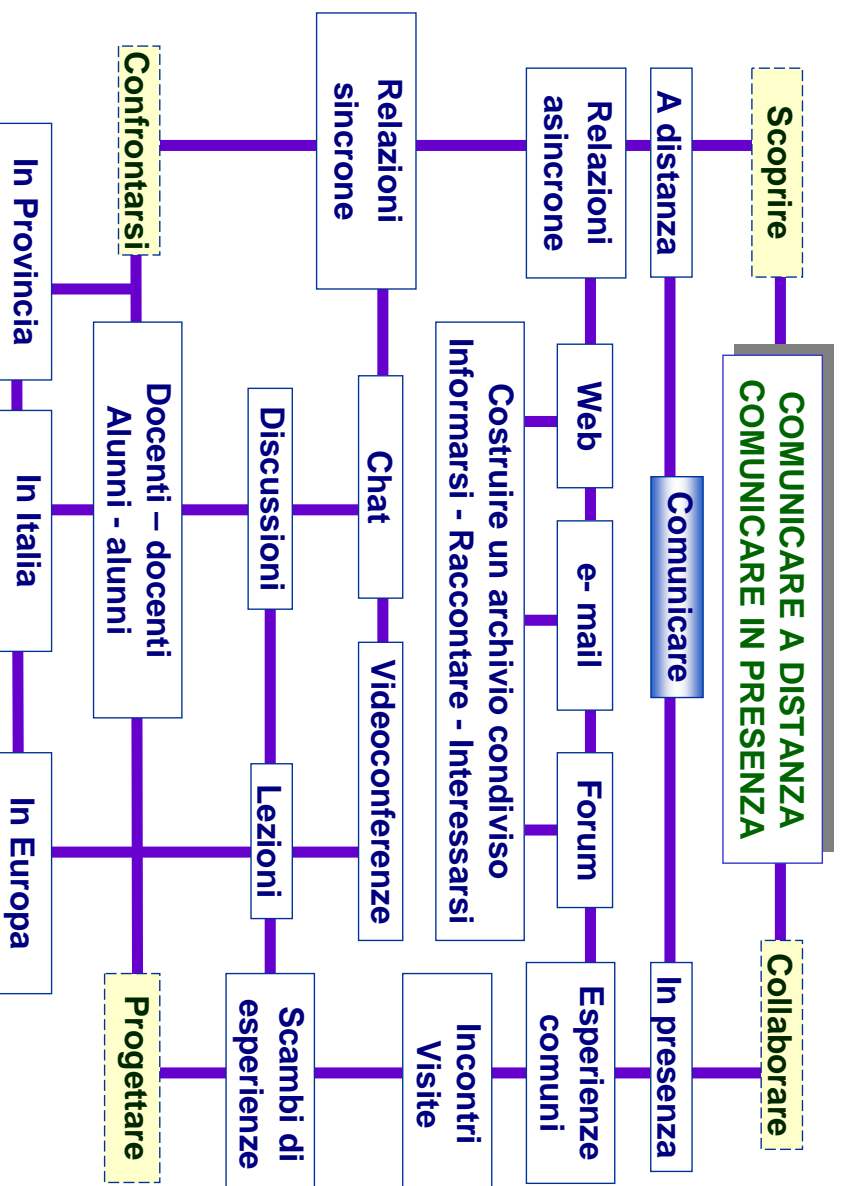 COMUNICARE A DISTANZA
COMUNICARE IN PRESENZA
Scoprire
Collaborare
A distanza
Comunicare
In presenza
Relazioni
asincrone
Web
e- mail
Forum
Esperienze
comuni
Costruire un archivio condiviso
Informarsi - Raccontare - Interessarsi
Incontri
Visite
Relazioni
sincrone
Chat
Videoconferenze
Discussioni
Lezioni
Scambi di
esperienze
Confrontarsi
Docenti – docenti
Alunni - alunni
Progettare
In Provincia
In Italia
In Europa